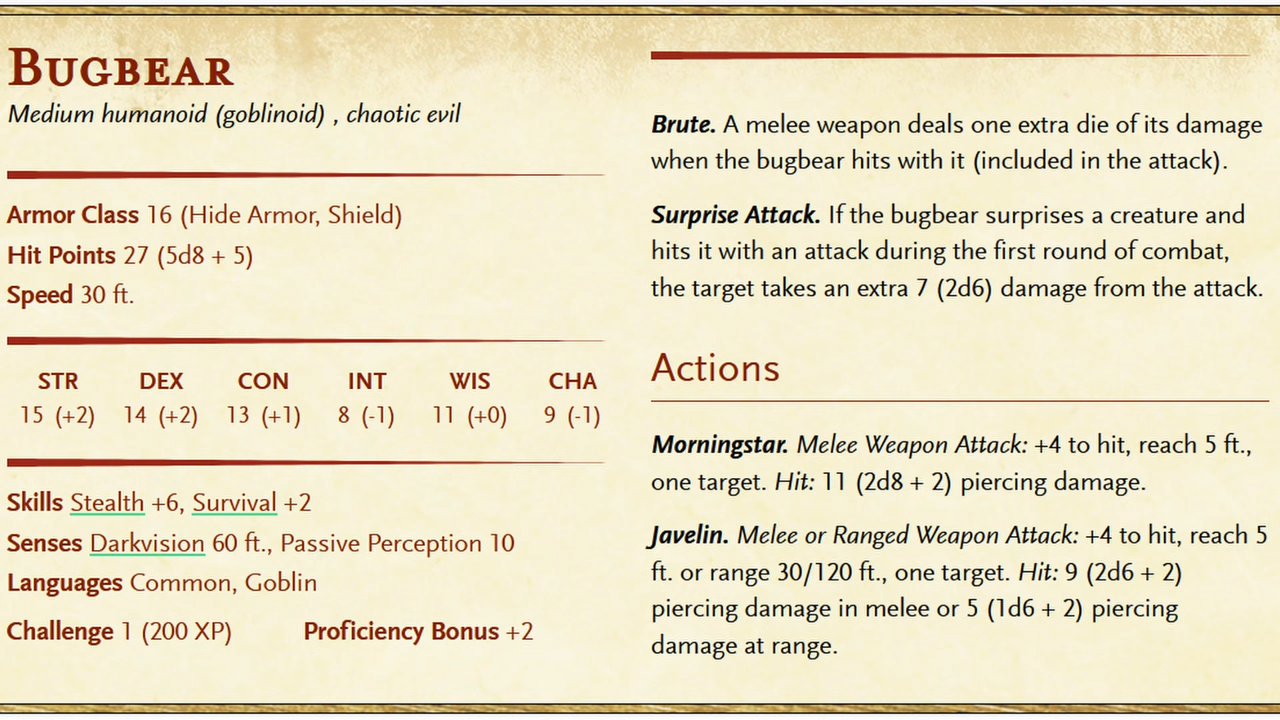 BUGBEAR
Medium humanoid (goblinoid) , chaotic evil
Armor Class 16 (Hide Armor, Shield)
Hit Points 27 (5d8 + 5)
Speed 30 ft.
STR DEX CON INT WIS CHA
15 (+2) 14 (+2) 13 (+1) 8 (-1) 11 (+0) 9 (-1)
Skills Stealth +6, Survival +2
Senses Darkvision 60 ft., Passive Perception 10
Languages Common, Goblin
Challenge 1 (200 XP) Proficiency Bonus +2
Brute. A melee weapon deals one extra die of its damage
when the bugbear hits with it (included in the attack).
Surprise Attack. If the bugbear surprises a creature and
hits it with an attack during the first round of combat,
the target takes an extra 7 (2d6) damage from the attack.
Actions
Morningstar. Melee Weapon Attack: +4 to hit, reach 5 ft.,
one target. Hit: 11 (2d8 + 2) piercing damage.
Javelin. Melee or Ranged Weapon Attack: +4 to hit, reach 5
ft. or range 30/120 ft., one target. Hit: 9 (2d6 + 2)
piercing damage in melee or 5 (1d6 + 2) piercing
damage at range.